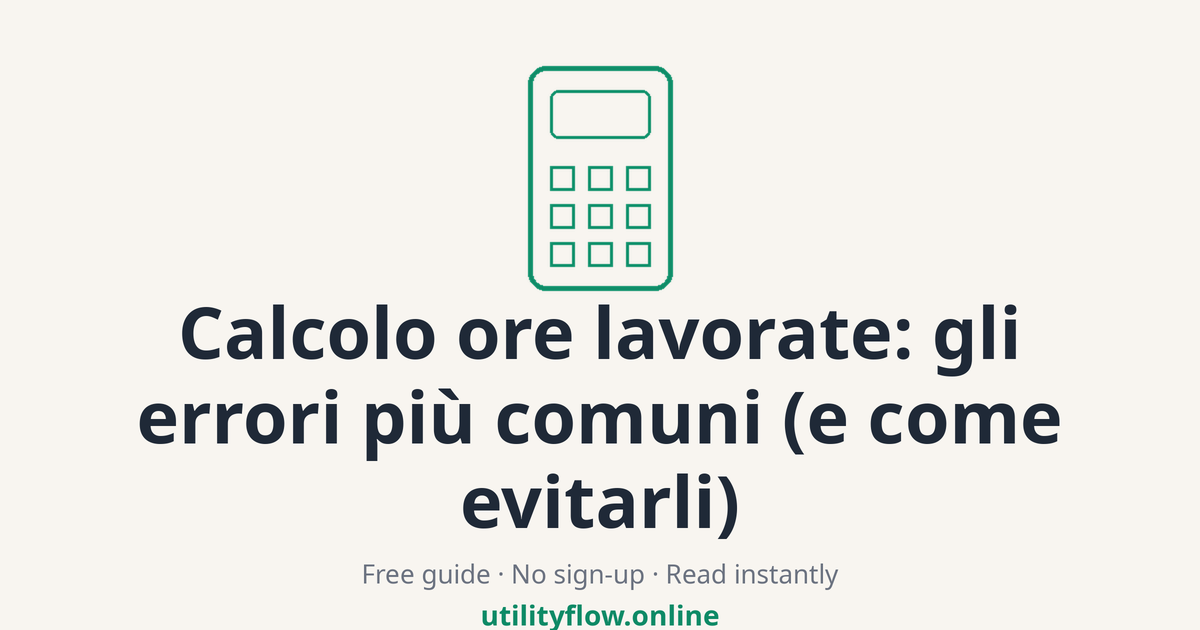 Calcolo ore lavorate: gli
errori più comuni (e come
evitarli)
Free guide · No sign-up · Read instantly
utilityflow.online